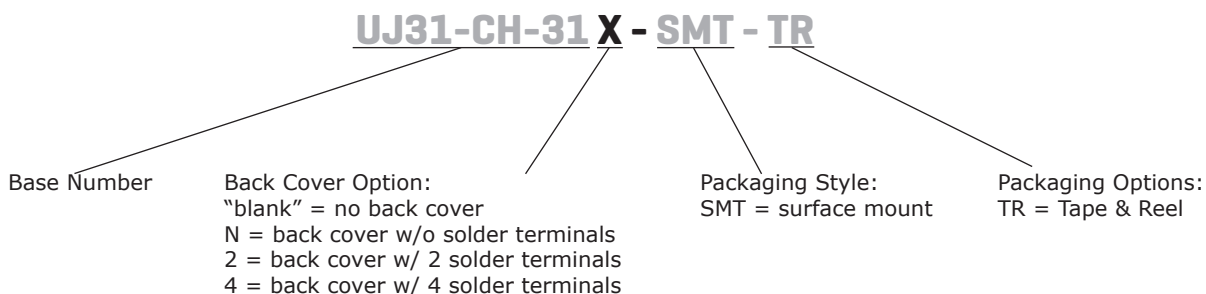 UJ31-CH-31 X - SMT - TR
Base Number
Back Cover Option:
“blank” = no back cover
N = back cover w/o solder terminals
2 = back cover w/ 2 solder terminals
4 = back cover w/ 4 solder terminals
Packaging Style:
SMT = surface mount
Packaging Options:
TR = Tape & Reel